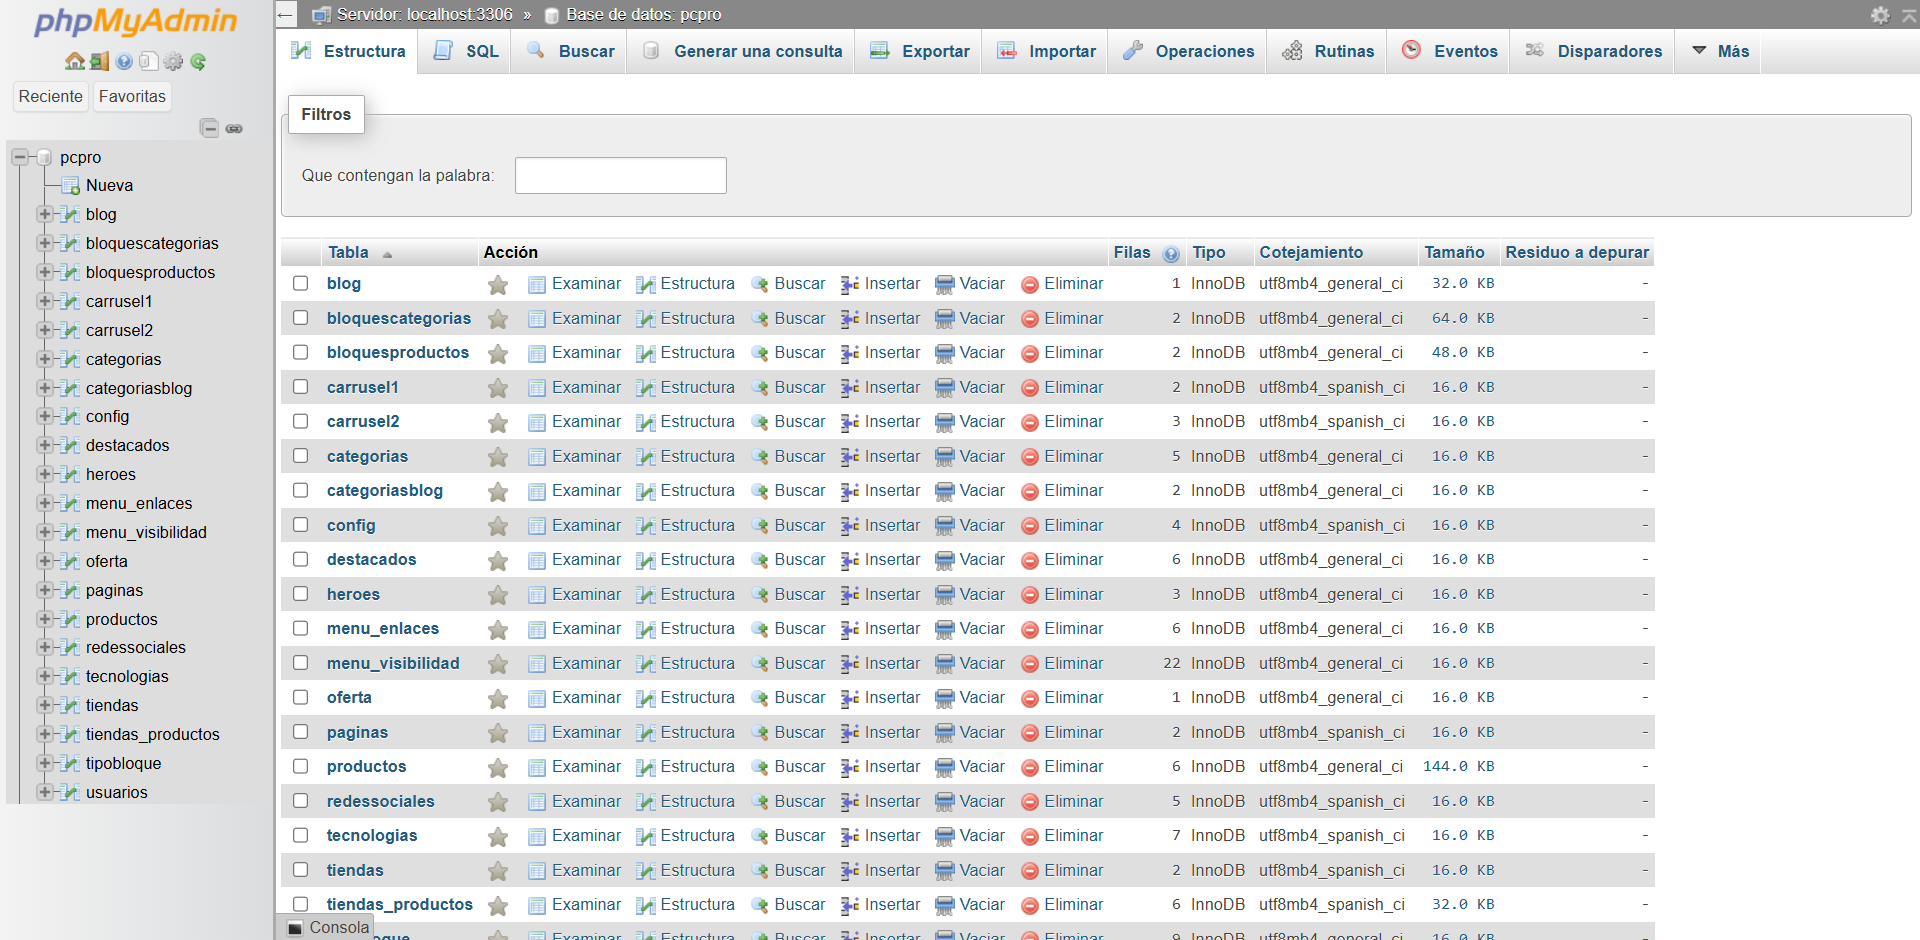 phpMyAdmin
Reciente Favoritas
pcpro
Nueva
blog
bloquescategorias
bloquesproductos
carrusel1
carrusel2
categorias
categoriasblog
config
destacados
heroes
menu_enlaces
menu_visibilidad
oferta
paginas
productos
redessociales
tecnologias
tiendas
tiendas_productos
tipobloque
usuarios
← Servidor: localhost:3306 » Base de datos: pcpro
Estructura SQL Buscar Generar una consulta Exportar Importar Operaciones Rutinas Eventos Disparadores Más
Filtros
Que contengan la palabra:
Tabla Acción Filas Tipo Cotejamiento Tamaño Residuo a depurar
blog Examinar Estructura Buscar Insertar Vaciar Eliminar 1 InnoDB utf8mb4_general_ci 32.0 KB -
bloquescategorias Examinar Estructura Buscar Insertar Vaciar Eliminar 2 InnoDB utf8mb4_general_ci 64.0 KB -
bloquesproductos Examinar Estructura Buscar Insertar Vaciar Eliminar 2 InnoDB utf8mb4_general_ci 48.0 KB -
carrusel1 Examinar Estructura Buscar Insertar Vaciar Eliminar 2 InnoDB utf8mb4_spanish_ci 16.0 KB -
carrusel2 Examinar Estructura Buscar Insertar Vaciar Eliminar 3 InnoDB utf8mb4_spanish_ci 16.0 KB -
categorias Examinar Estructura Buscar Insertar Vaciar Eliminar 5 InnoDB utf8mb4_general_ci 16.0 KB -
categoriasblog Examinar Estructura Buscar Insertar Vaciar Eliminar 2 InnoDB utf8mb4_general_ci 16.0 KB -
config Examinar Estructura Buscar Insertar Vaciar Eliminar 4 InnoDB utf8mb4_spanish_ci 16.0 KB -
destacados Examinar Estructura Buscar Insertar Vaciar Eliminar 6 InnoDB utf8mb4_general_ci 16.0 KB -
heroes Examinar Estructura Buscar Insertar Vaciar Eliminar 3 InnoDB utf8mb4_general_ci 16.0 KB -
menu_enlaces Examinar Estructura Buscar Insertar Vaciar Eliminar 6 InnoDB utf8mb4_general_ci 16.0 KB -
menu_visibilidad Examinar Estructura Buscar Insertar Vaciar Eliminar 22 InnoDB utf8mb4_general_ci 16.0 KB -
oferta Examinar Estructura Buscar Insertar Vaciar Eliminar 1 InnoDB utf8mb4_general_ci 16.0 KB -
paginas Examinar Estructura Buscar Insertar Vaciar Eliminar 2 InnoDB utf8mb4_spanish_ci 16.0 KB -
productos Examinar Estructura Buscar Insertar Vaciar Eliminar 6 InnoDB utf8mb4_general_ci 144.0 KB -
redessociales Examinar Estructura Buscar Insertar Vaciar Eliminar 5 InnoDB utf8mb4_spanish_ci 16.0 KB -
tecnologias Examinar Estructura Buscar Insertar Vaciar Eliminar 7 InnoDB utf8mb4_spanish_ci 16.0 KB -
tiendas Examinar Estructura Buscar Insertar Vaciar Eliminar 2 InnoDB utf8mb4_general_ci 16.0 KB -
tiendas_productos Examinar Estructura Buscar Insertar Vaciar Eliminar 6 InnoDB utf8mb4_spanish_ci 32.0 KB -
oque Examinar Estructura Buscar Insertar Vaciar Eliminar 9 InnoDB utf8mb4_general_ci 16.0 KB -
Consola